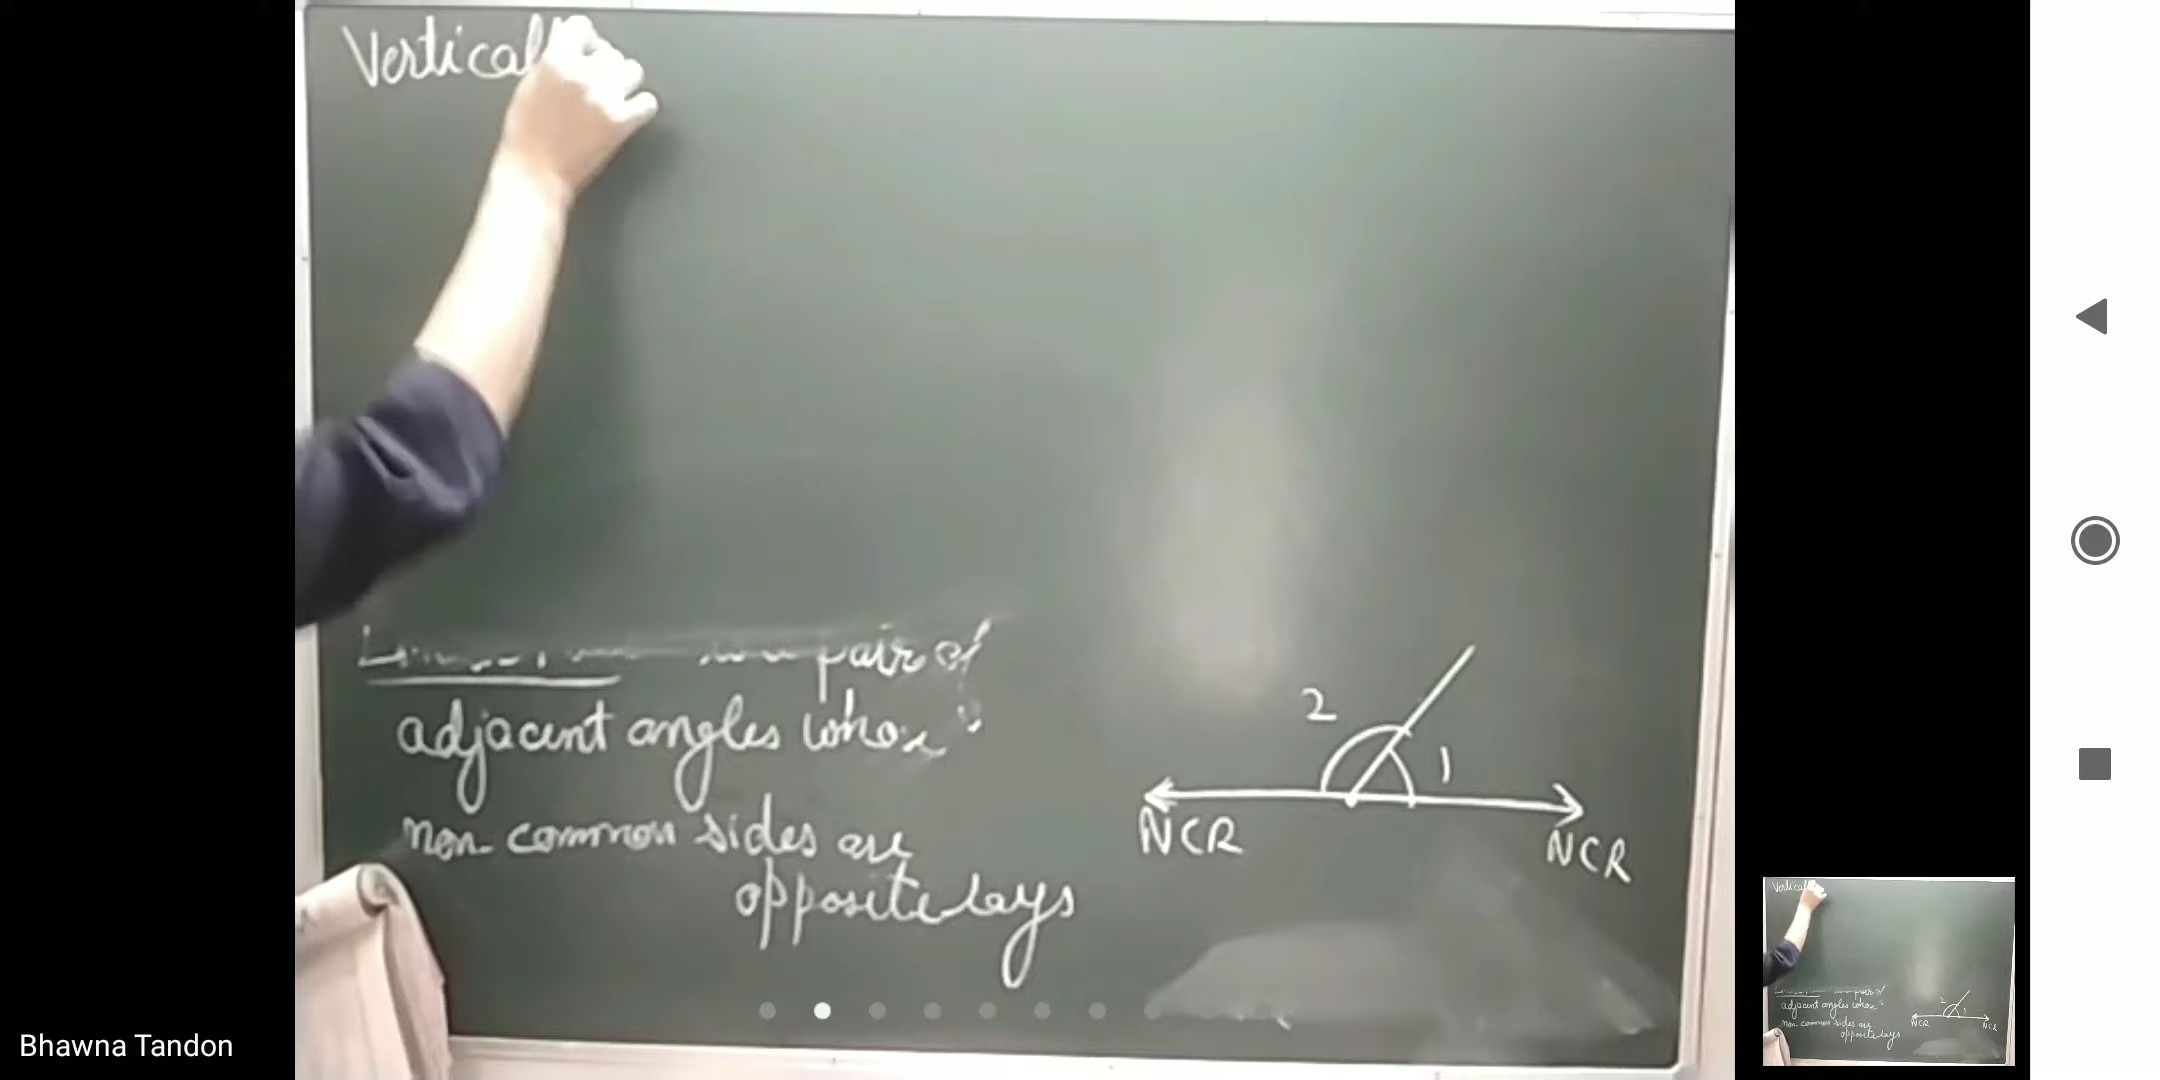 Vertical
pair of
adjacent angles whose
non common sides are
opposite rays
2
1
NCR
NCR
Bhawna Tandon